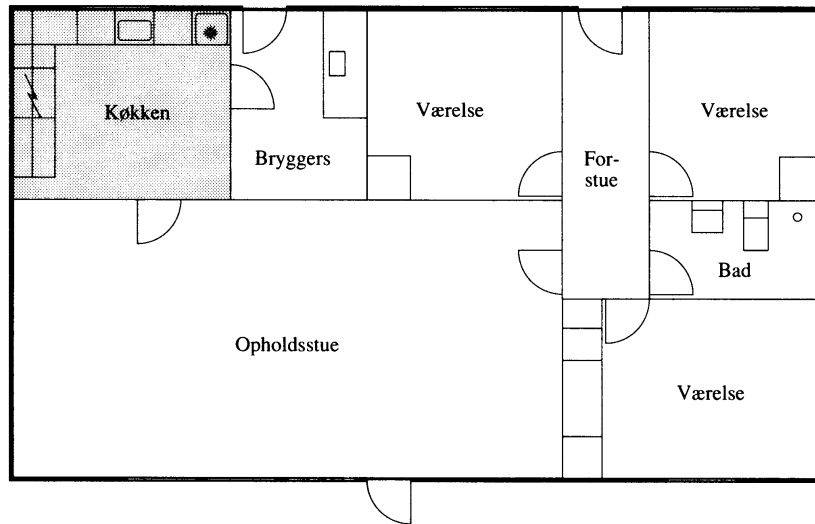 Køkken
Bryggers
Værelse
For-
stue
Værelse
Bad
Opholdsstue
Værelse